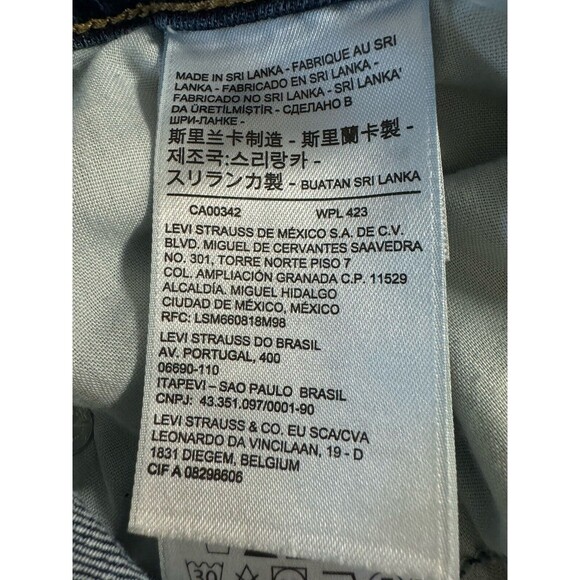 MADE IN SRI LANKA - FABRIQUE AU SRI
LANKA - FABRICADO EN SRI LANKA -
FABRICADO NO SRI LANKA - SRI LANKA'
DA ÜRETİLMİŞTİR - СДЕЛАНО В
ШРИ-ЛАНКЕ -
斯里兰卡制造 - 斯里蘭卡製 -
제조국:스리랑카 -
スリランカ製 - BUATAN SRI LANKA
CA00342 WPL 423
LEVI STRAUSS DE MÉXICO S.A. DE C.V.
BLVD. MIGUEL DE CERVANTES SAAVEDRA
NO. 301, TORRE NORTE PISO 7
COL. AMPLIACIÓN GRANADA C.P. 11529
ALCALDÍA. MIGUEL HIDALGO
CIUDAD DE MÉXICO, MÉXICO
RFC: LSM660818M98
LEVI STRAUSS DO BRASIL
AV. PORTUGAL, 400
06690-110
ITAPEVI – SAO PAULO BRASIL
CNPJ: 43.351.097/0001-90
LEVI STRAUSS & CO. EU SCA/CVA
LEONARDO DA VINCILAAN, 19 - D
1831 DIEGEM, BELGIUM
CIF A 08298606
30